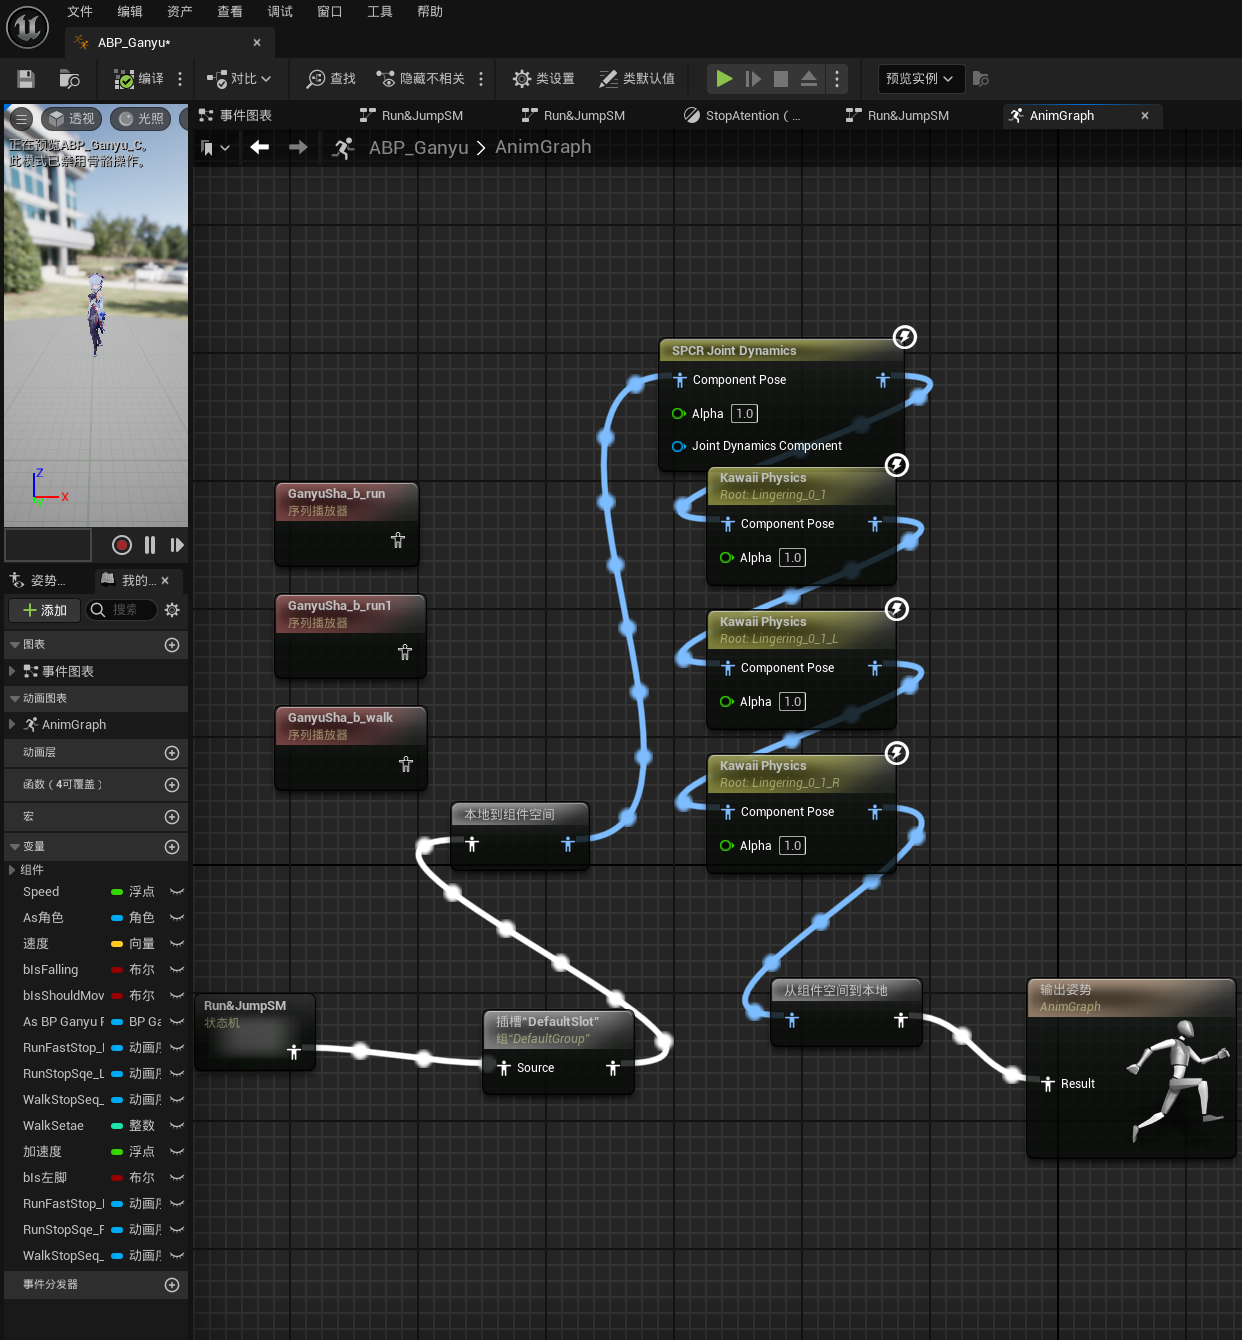 文件 编辑 资产 查看 调试 窗口 工具 帮助
ABP_Ganyu*
编译 对比 查找 隐藏不相关 类设置 类默认值 预览实例
透视 光照
正在预览ABP_Ganyu_C。
此模式已禁用骨骼操作。
事件图表 Run&JumpSM Run&JumpSM StopAtention ( ... Run&JumpSM AnimGraph
ABP_Ganyu > AnimGraph
SPCR Joint Dynamics
Component Pose
Alpha 1.0
Joint Dynamics Component
Kawaii Physics
Root: Lingering_0_1
Component Pose
Alpha 1.0
Kawaii Physics
Root: Lingering_0_1_L
Component Pose
Alpha 1.0
Kawaii Physics
Root: Lingering_0_1_R
Component Pose
Alpha 1.0
GanyuSha_b_run
序列播放器
GanyuSha_b_run1
序列播放器
GanyuSha_b_walk
序列播放器
本地到组件空间
Run&JumpSM
状态机
插槽"DefaultSlot"
组"DefaultGroup"
Source
从组件空间到本地
输出姿势
AnimGraph
Result
Z
X
Y
姿势... 我的...
添加 搜索
图表
事件图表
动画图表
AnimGraph
动画层
函数（4可覆盖）
宏
变量
组件
Speed 浮点
As角色 角色
速度 向量
bIsFalling 布尔
bIsShouldMov 布尔
As BP Ganyu BP Ga
RunFastStop_ 动画
RunStopSqe_L 动画
WalkStopSeq_ 动画
WalkSetae 整数
加速度 浮点
bIs左脚 布尔
RunFastStop_ 动画
RunStopSqe_ 动画
WalkStopSeq_ 动画
事件分发器